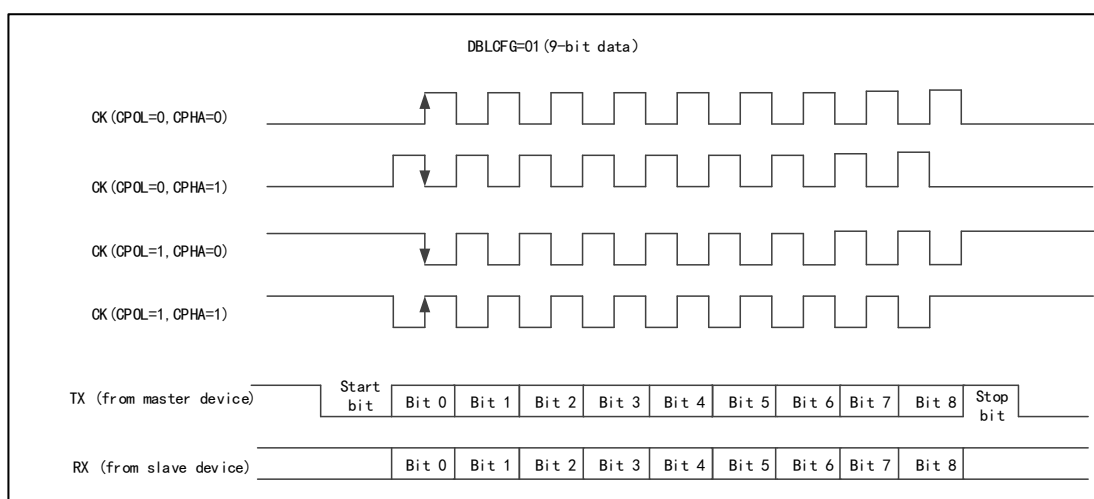 DBLCFG=01(9-bit data)
CK(CPOL=0,CPHA=0)
CK(CPOL=0,CPHA=1)
CK(CPOL=1,CPHA=0)
CK(CPOL=1,CPHA=1)
TX (from master device) Start bit Bit 0 Bit 1 Bit 2 Bit 3 Bit 4 Bit 5 Bit 6 Bit 7 Bit 8 Stop bit
RX (from slave device) Bit 0 Bit 1 Bit 2 Bit 3 Bit 4 Bit 5 Bit 6 Bit 7 Bit 8